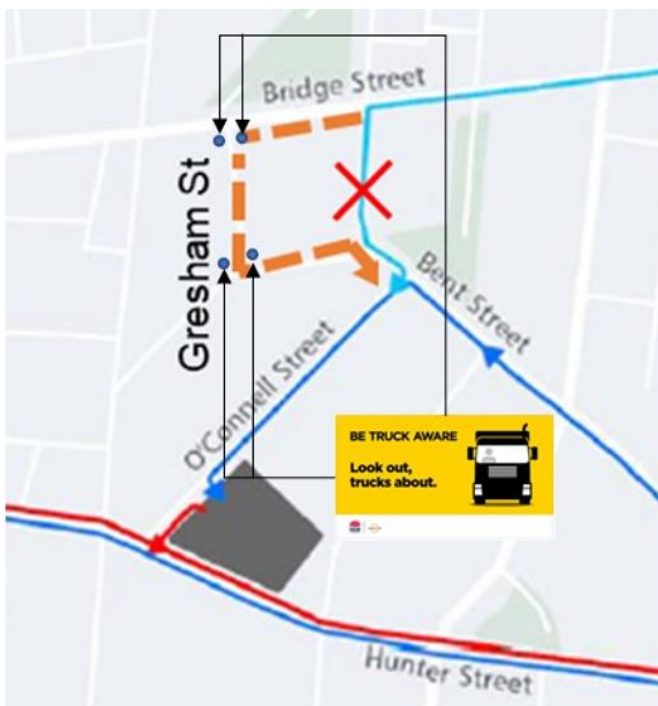 Bridge Street
Gresham St
Bent Street
O'Connell Street
BE TRUCK AWARE
Look out,
trucks about.
Hunter Street